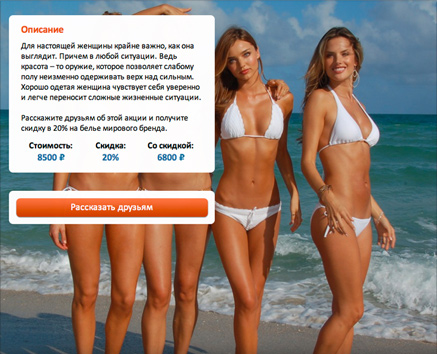 Описание
Для настоящей женщины крайне важно, как она
выглядит. Причем в любой ситуации. Ведь
красота – то оружие, которое позволяет слабому
полу неизменно одерживать верх над сильным.
Хорошо одетая женщина чувствует себя уверенно
и легче переносит сложные жизненные ситуации.
Расскажите друзьям об этой акции и получите
скидку в 20% на белье мирового бренда.
Стоимость: Скидка: Со скидкой:
8500 ₽ 20% 6800 ₽
Рассказать друзьям